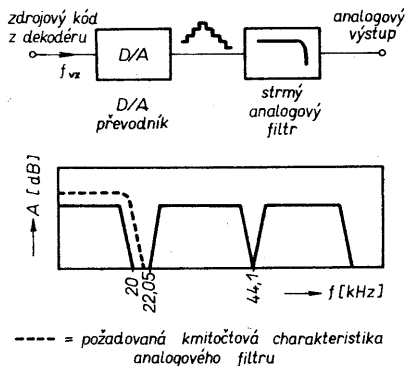 zdrojový kód
z dekodéru
f vz
D/A
D/A
převodník
strmý
analogový
filtr
analogový
výstup
A [dB]
20
22,05
44,1
f [kHz]
= požadovaná kmitočtová charakteristika
analogového filtru